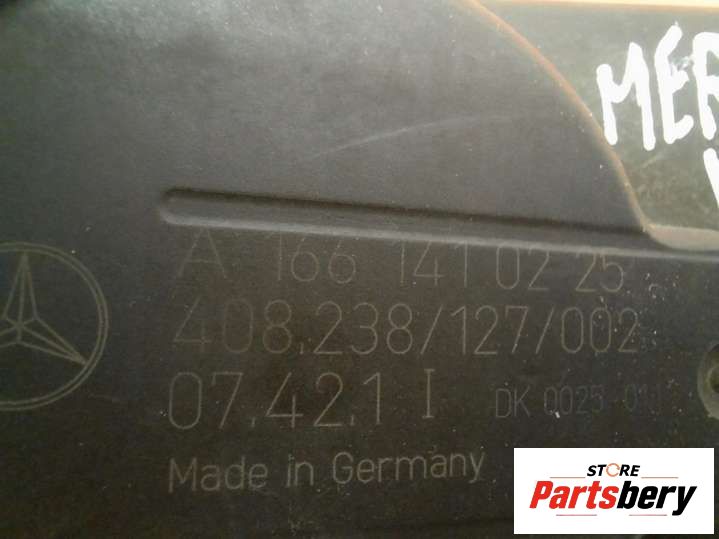 MER
A 166 141 02 25
408.238/127/002
07.42.1 I DK 0025
Made in Germany
STORE
Partsbery